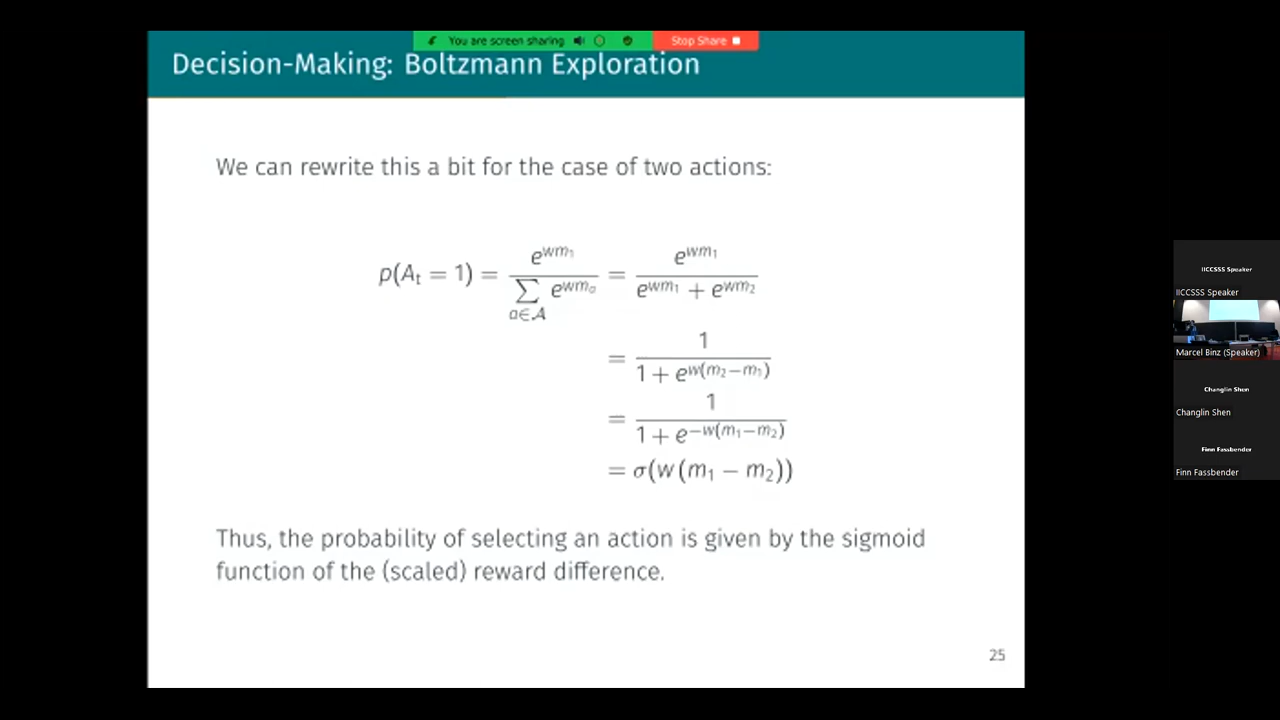 You are screen sharing
Stop Share
Decision-Making: Boltzmann Exploration
We can rewrite this a bit for the case of two actions:
p(A_t = 1) = e^{wm_1} / ∑_{a∈A} e^{wm_a} = e^{wm_1} / (e^{wm_1} + e^{wm_2})
= 1 / (1 + e^{w(m_2−m_1)})
= 1 / (1 + e^{−w(m_1−m_2)})
= σ(w(m_1 − m_2))
Thus, the probability of selecting an action is given by the sigmoid
function of the (scaled) reward difference.
25
IICCSSS Speaker
IICCSSS Speaker
Marcel Binz (Speaker)
Changlin Shen
Changlin Shen
Finn Fassbender
Finn Fassbender